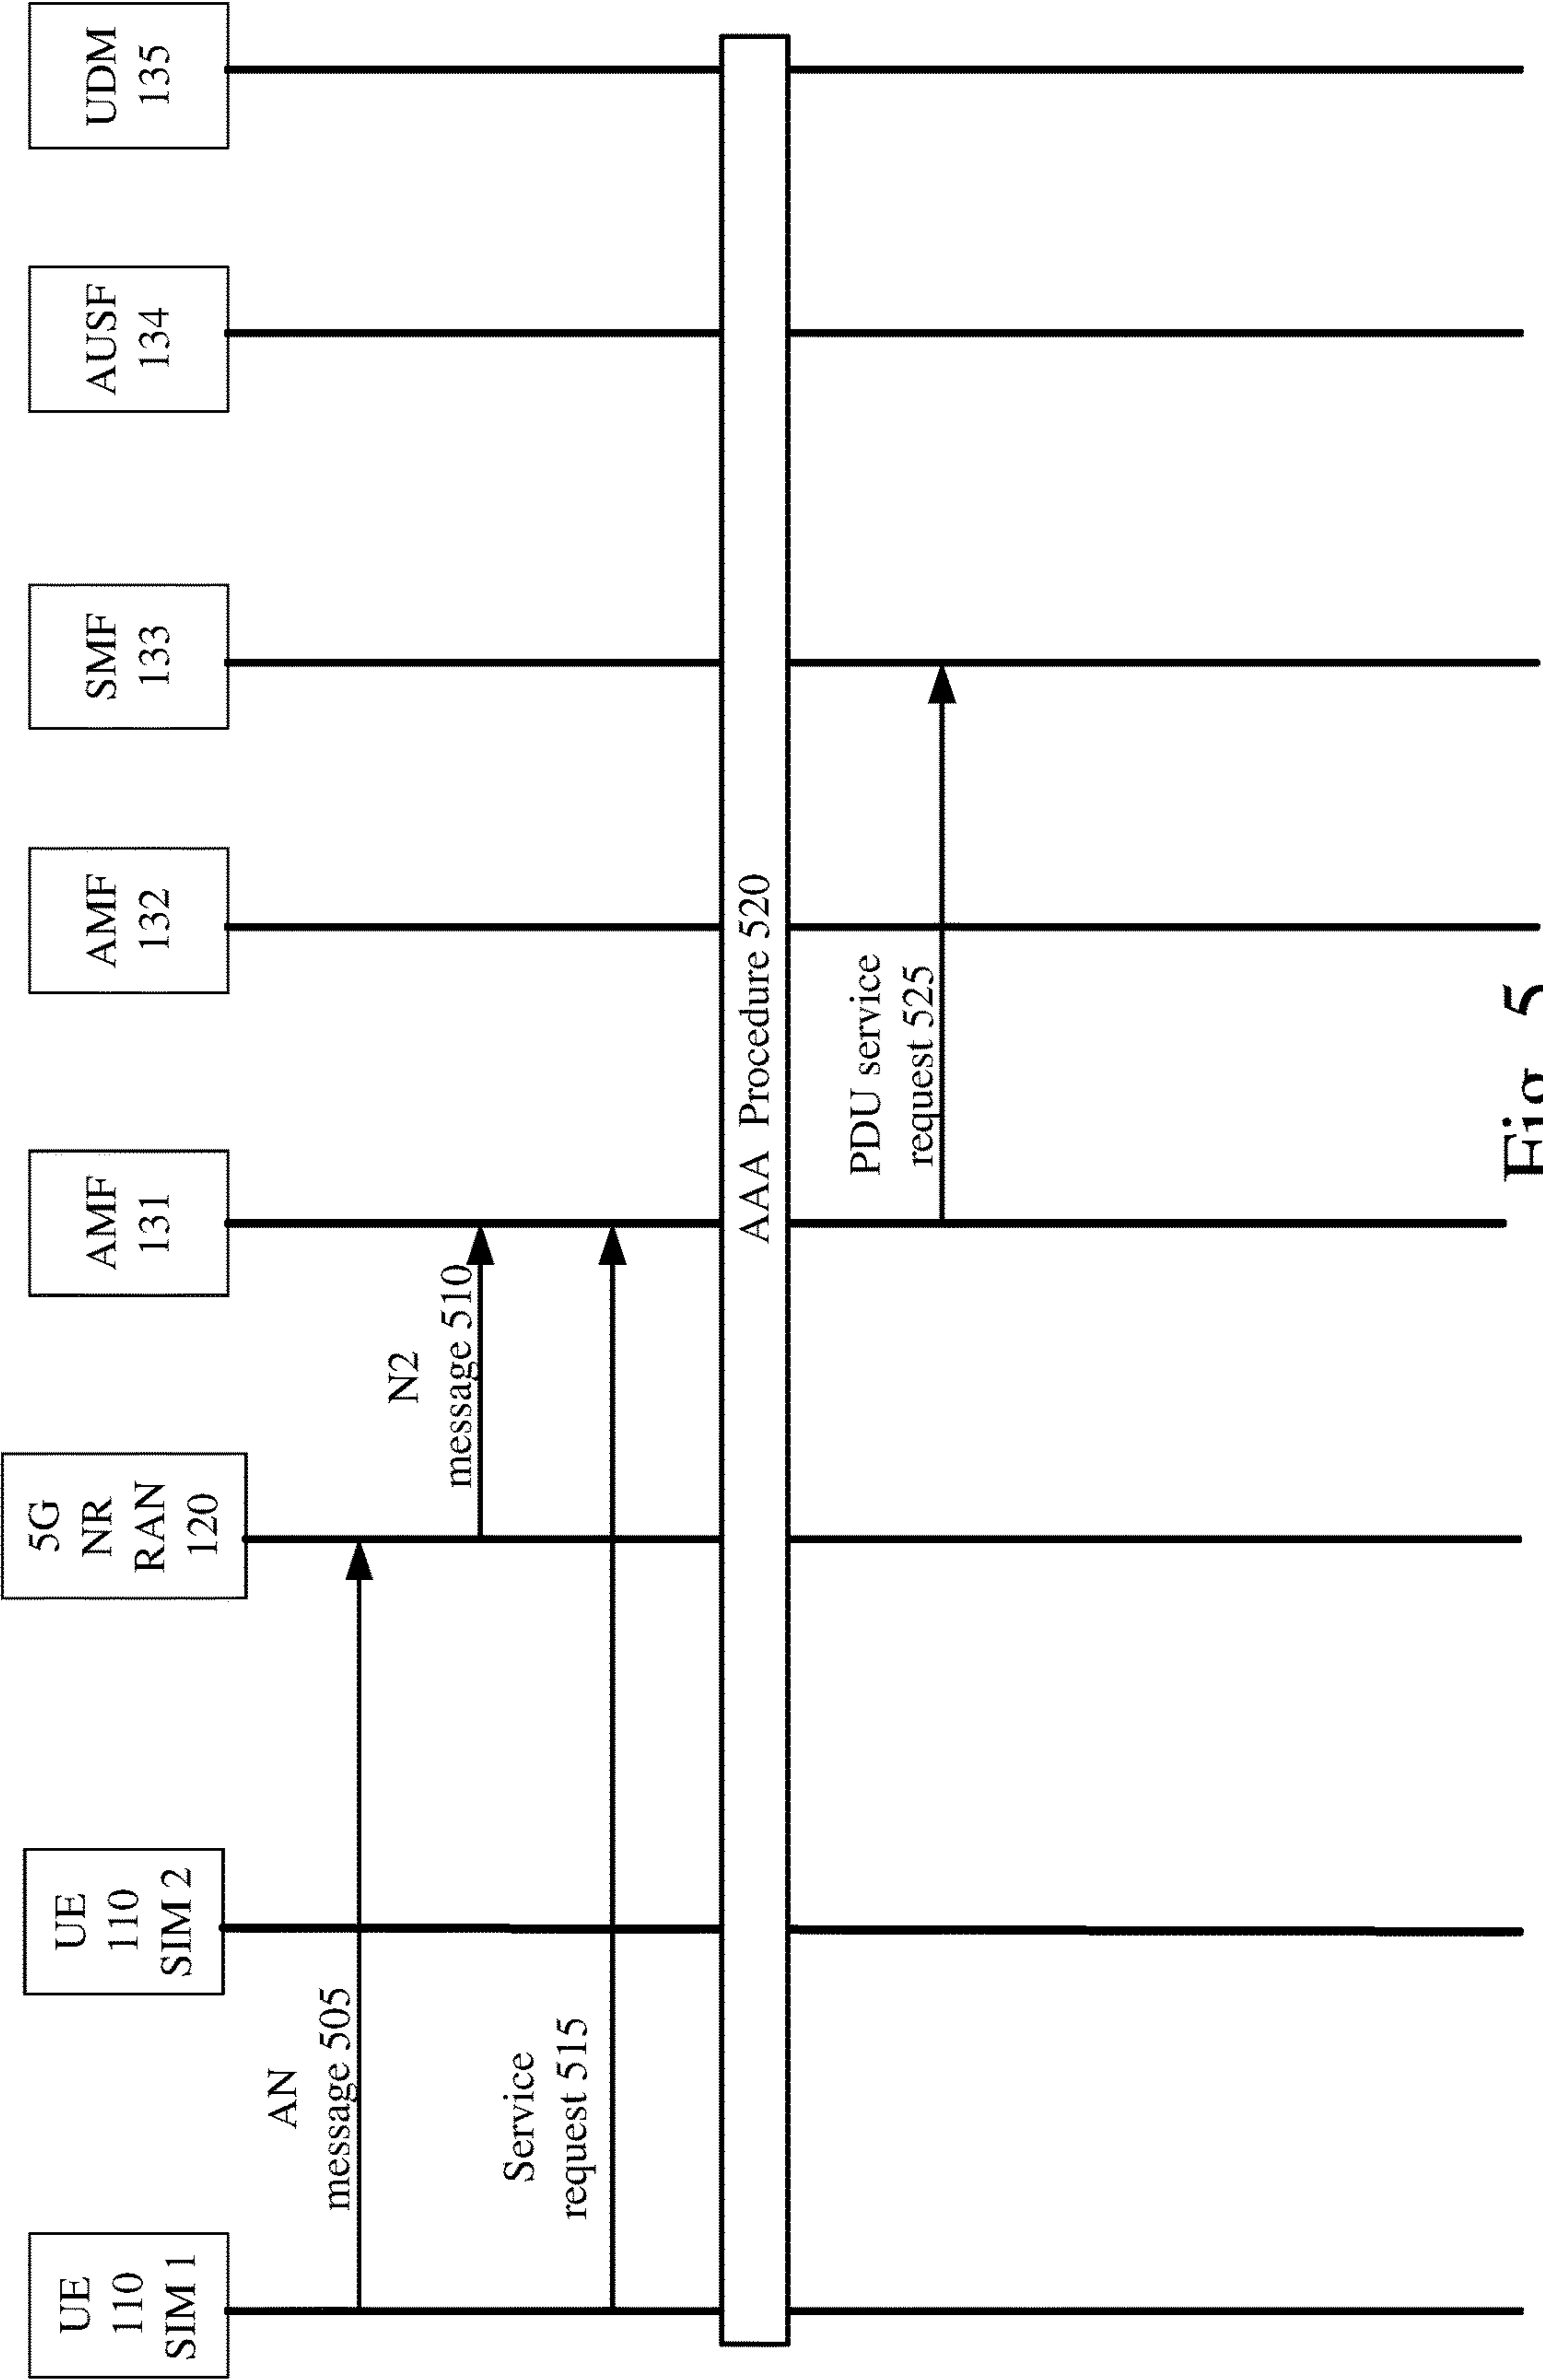 UE
110
SIM 1
UE
110
SIM 2
5G
NR
RAN
120
AMF
131
AMF
132
SMF
133
AUSF
134
UDM
135
AN
message 505
N2
message 510
Service
request 515
AAA Procedure 520
PDU service
request 525
Fig. 5